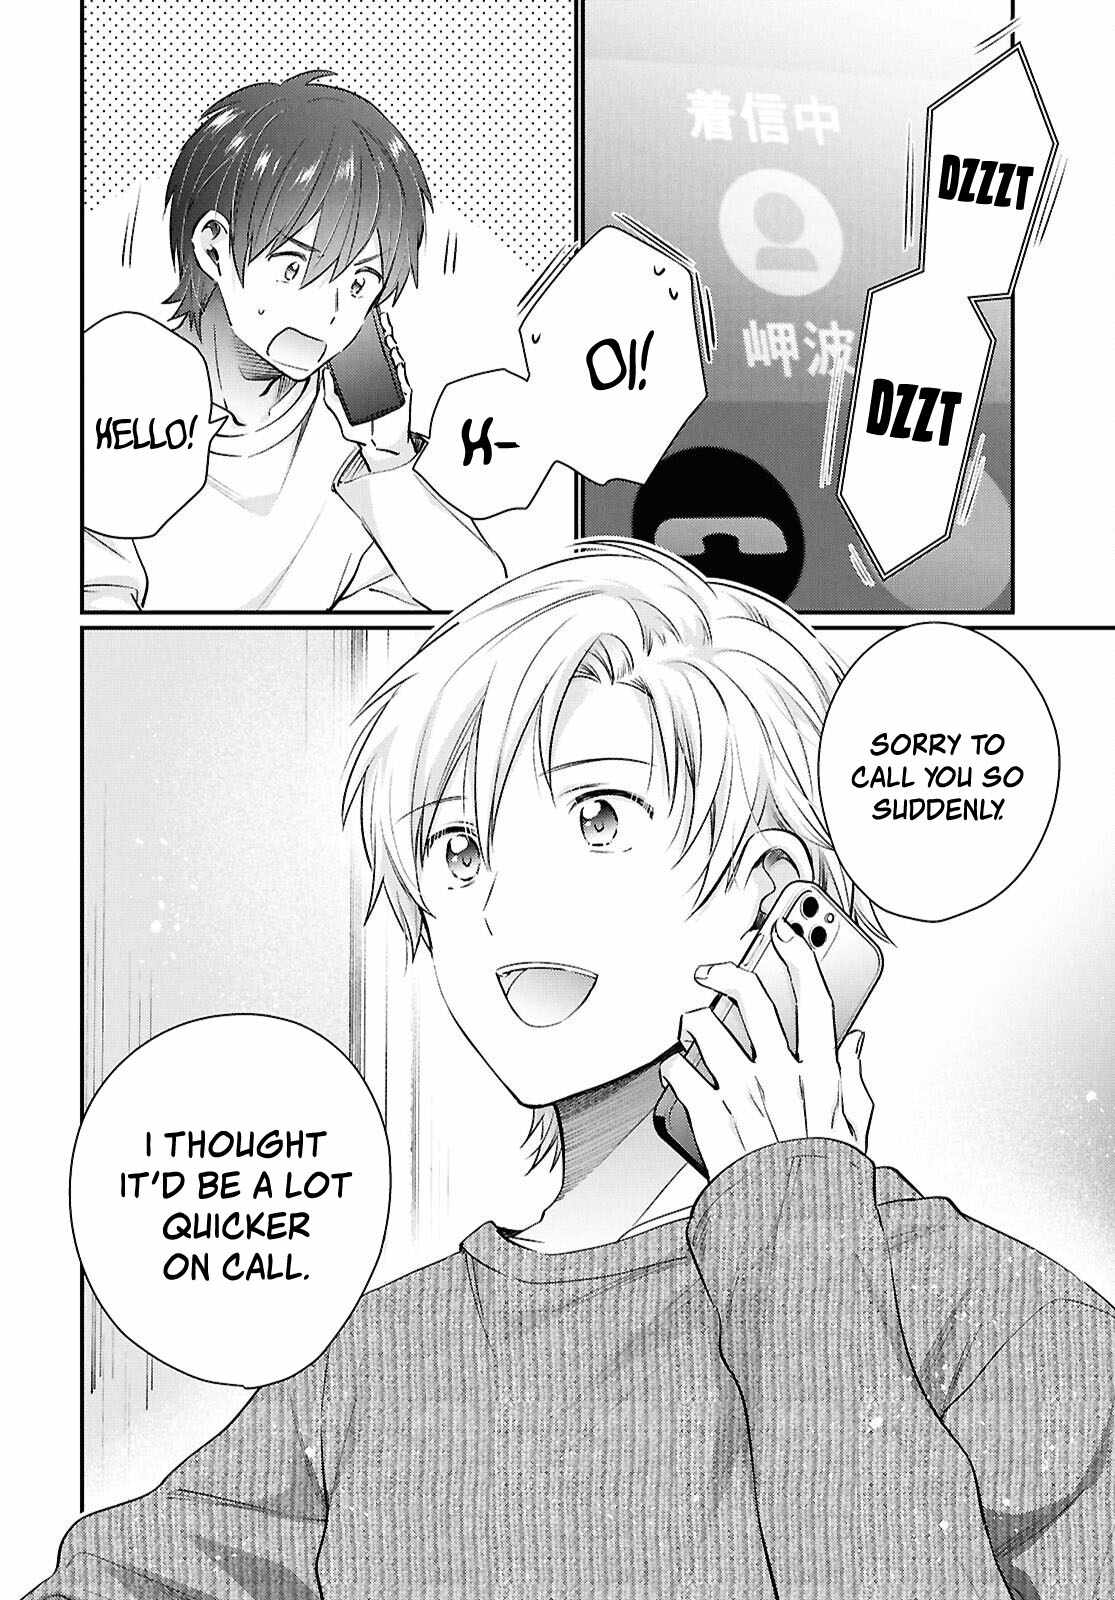 DZZZT
DZZT
着信中
岬波
OI!
H-
HELLO!
SORRY TO
CALL YOU SO
SUDDENLY.
I THOUGHT
IT'D BE A LOT
QUICKER
ON CALL.